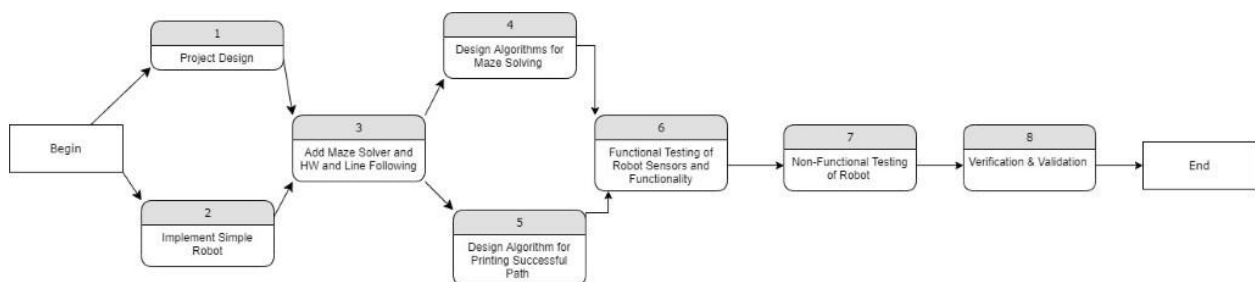 Begin
1
Project Design
2
Implement Simple
Robot
3
Add Maze Solver and
HW and Line Following
4
Design Algorithms for
Maze Solving
5
Design Algorithm for
Printing Successful
Path
6
Functional Testing of
Robot Sensors and
Functionality
7
Non-Functional Testing
of Robot
8
Verification & Validation
End